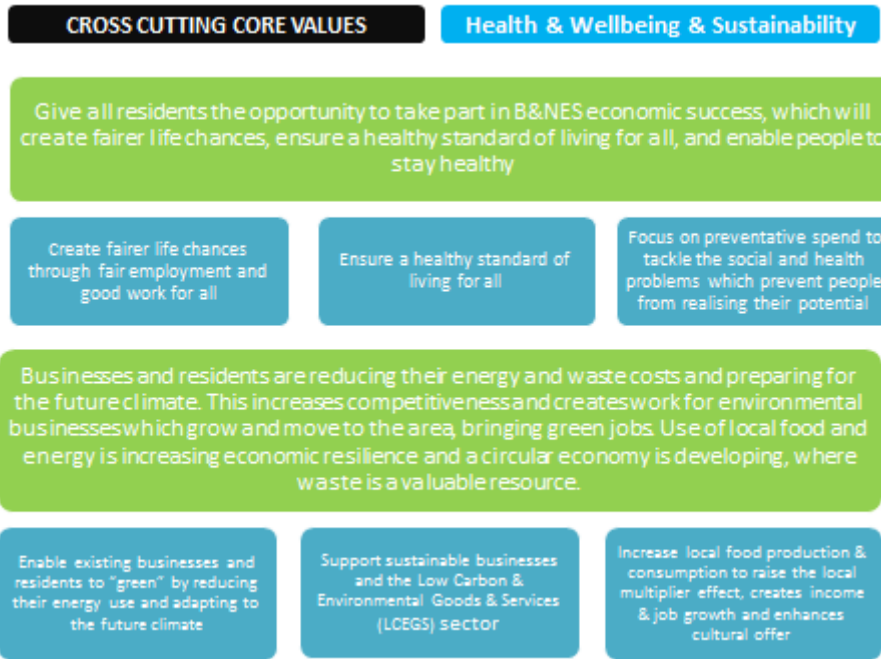 CROSS CUTTING CORE VALUES
Health & Wellbeing & Sustainability
Give all residents the opportunity to take part in B&NES economic success, which will
create fairer life chances, ensure a healthy standard of living for all, and enable people to
stay healthy
Create fairer life chances
through fair employment and
good work for all
Ensure a healthy standard of
living for all
Focus on preventative spend to
tackle the social and health
problems which prevent people
from realising their potential
Businesses and residents are reducing their energy and waste costs and preparing for
the future climate. This increases competitiveness and creates work for environmental
businesses which grow and move to the area, bringing green jobs. Use of local food and
energy is increasing economic resilience and a circular economy is developing, where
waste is a valuable resource.
Enable existing businesses and
residents to "green" by reducing
their energy use and adapting to
the future climate
Support sustainable businesses
and the Low Carbon &
Environmental Goods & Services
(LCEGS) sector
Increase local food production &
consumption to raise the local
multiplier effect, creates income
& job growth and enhances
cultural offer